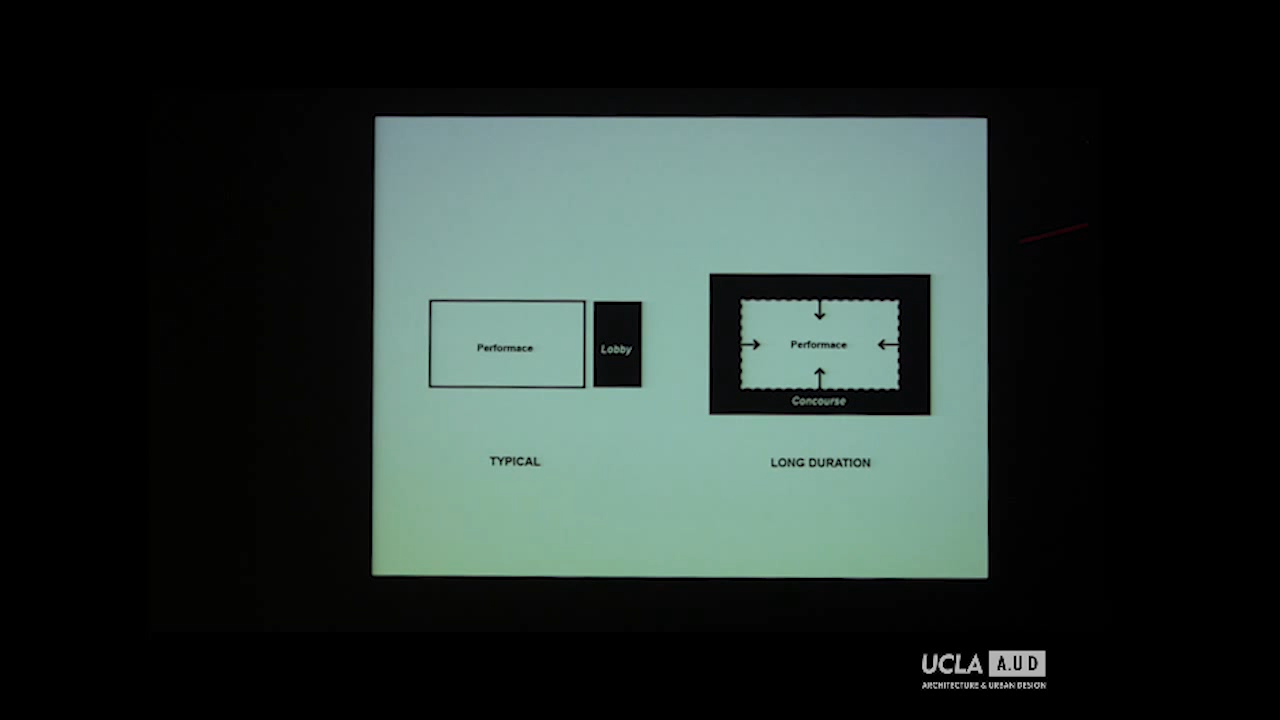 Performace
Lobby
Performace
Concourse
TYPICAL
LONG DURATION
UCLA A.UD
ARCHITECTURE & URBAN DESIGN